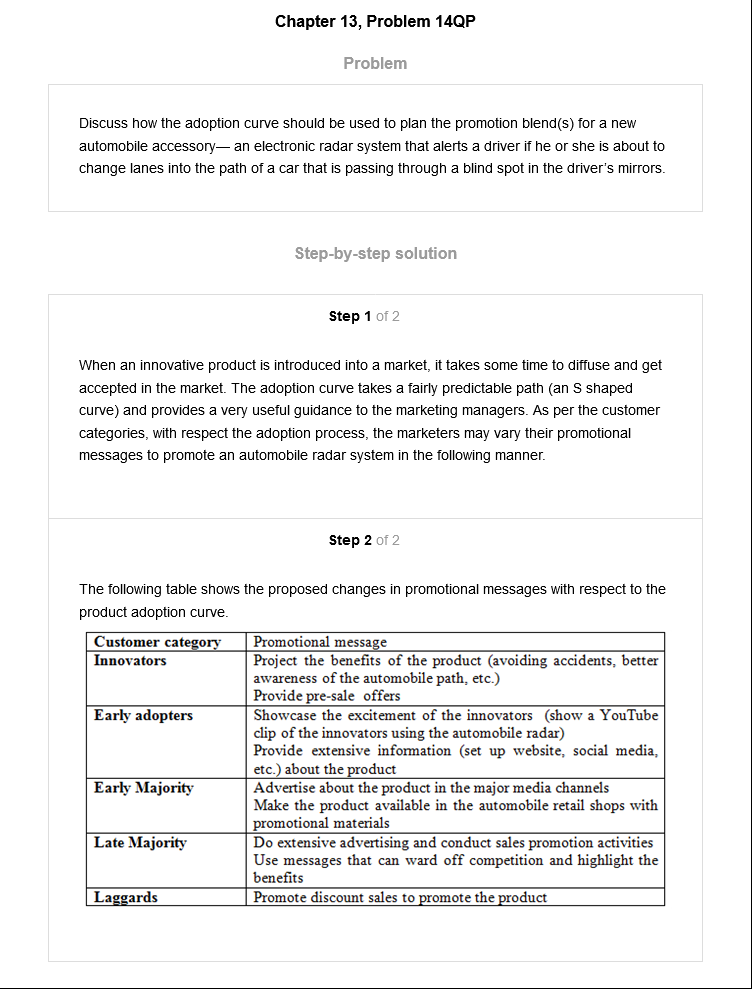 Chapter 13, Problem 14QP
Problem
Discuss how the adoption curve should be used to plan the promotion blend(s) for a new
automobile accessory— an electronic radar system that alerts a driver if he or she is about to
change lanes into the path of a car that is passing through a blind spot in the driver's mirrors.
Step-by-step solution
Step 1 of 2
When an innovative product is introduced into a market, it takes some time to diffuse and get
accepted in the market. The adoption curve takes a fairly predictable path (an S shaped
curve) and provides a very useful guidance to the marketing managers. As per the customer
categories, with respect the adoption process, the marketers may vary their promotional
messages to promote an automobile radar system in the following manner.
Step 2 of 2
The following table shows the proposed changes in promotional messages with respect to the
product adoption curve.
Customer category Promotional message
Innovators Project the benefits of the product (avoiding accidents, better
awareness of the automobile path, etc.)
Provide pre-sale offers
Early adopters Showcase the excitement of the innovators (show a YouTube
clip of the innovators using the automobile radar)
Provide extensive information (set up website, social media,
etc.) about the product
Early Majority Advertise about the product in the major media channels
Make the product available in the automobile retail shops with
promotional materials
Late Majority Do extensive advertising and conduct sales promotion activities
Use messages that can ward off competition and highlight the
benefits
Laggards Promote discount sales to promote the product